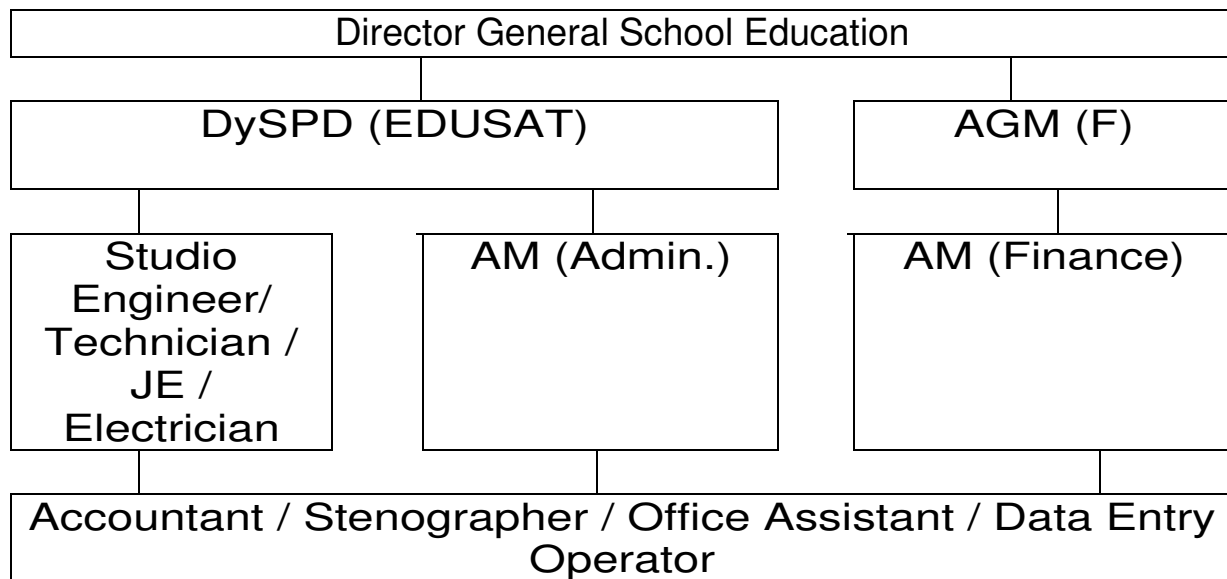 Director General School Education
DySPD (EDUSAT)
AGM (F)
Studio
Engineer/
Technician /
JE /
Electrician
AM (Admin.)
AM (Finance)
Accountant / Stenographer / Office Assistant / Data Entry
Operator